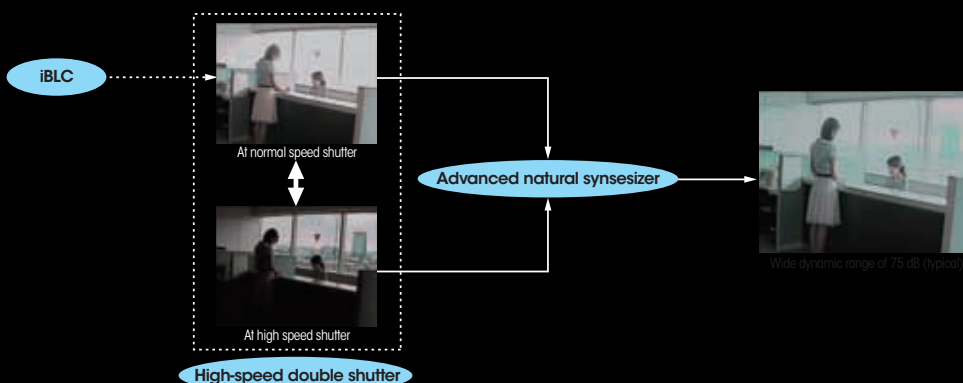 iBLC
At normal speed shutter
Advanced natural synsesizer
At high speed shutter
High-speed double shutter
Wide dynamic range of 75 dB (typical)